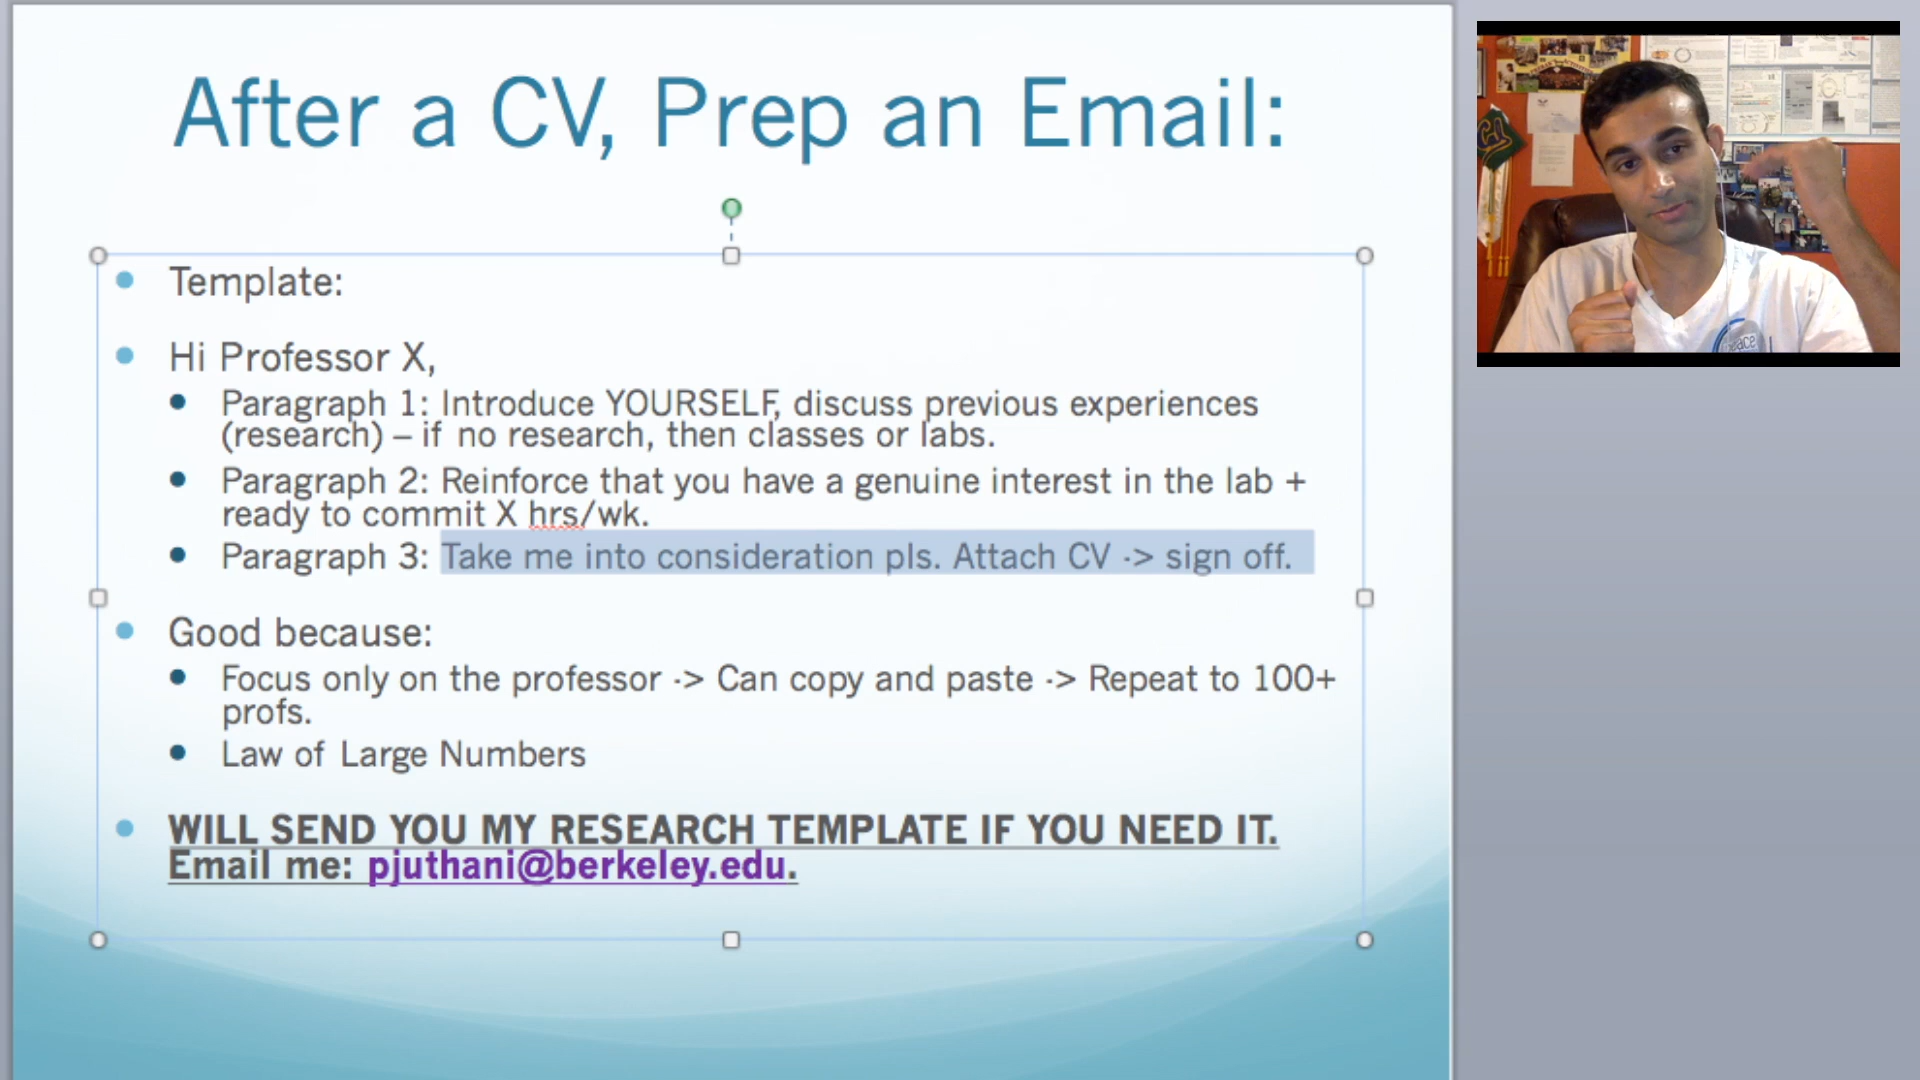 After a CV, Prep an Email:
Template:
Hi Professor X,
Paragraph 1: Introduce YOURSELF, discuss previous experiences
(research) – if no research, then classes or labs.
Paragraph 2: Reinforce that you have a genuine interest in the lab +
ready to commit X hrs/wk.
Paragraph 3: Take me into consideration pls. Attach CV -> sign off.
Good because:
Focus only on the professor -> Can copy and paste -> Repeat to 100+
profs.
Law of Large Numbers
WILL SEND YOU MY RESEARCH TEMPLATE IF YOU NEED IT.
Email me: pjuthani@berkeley.edu.